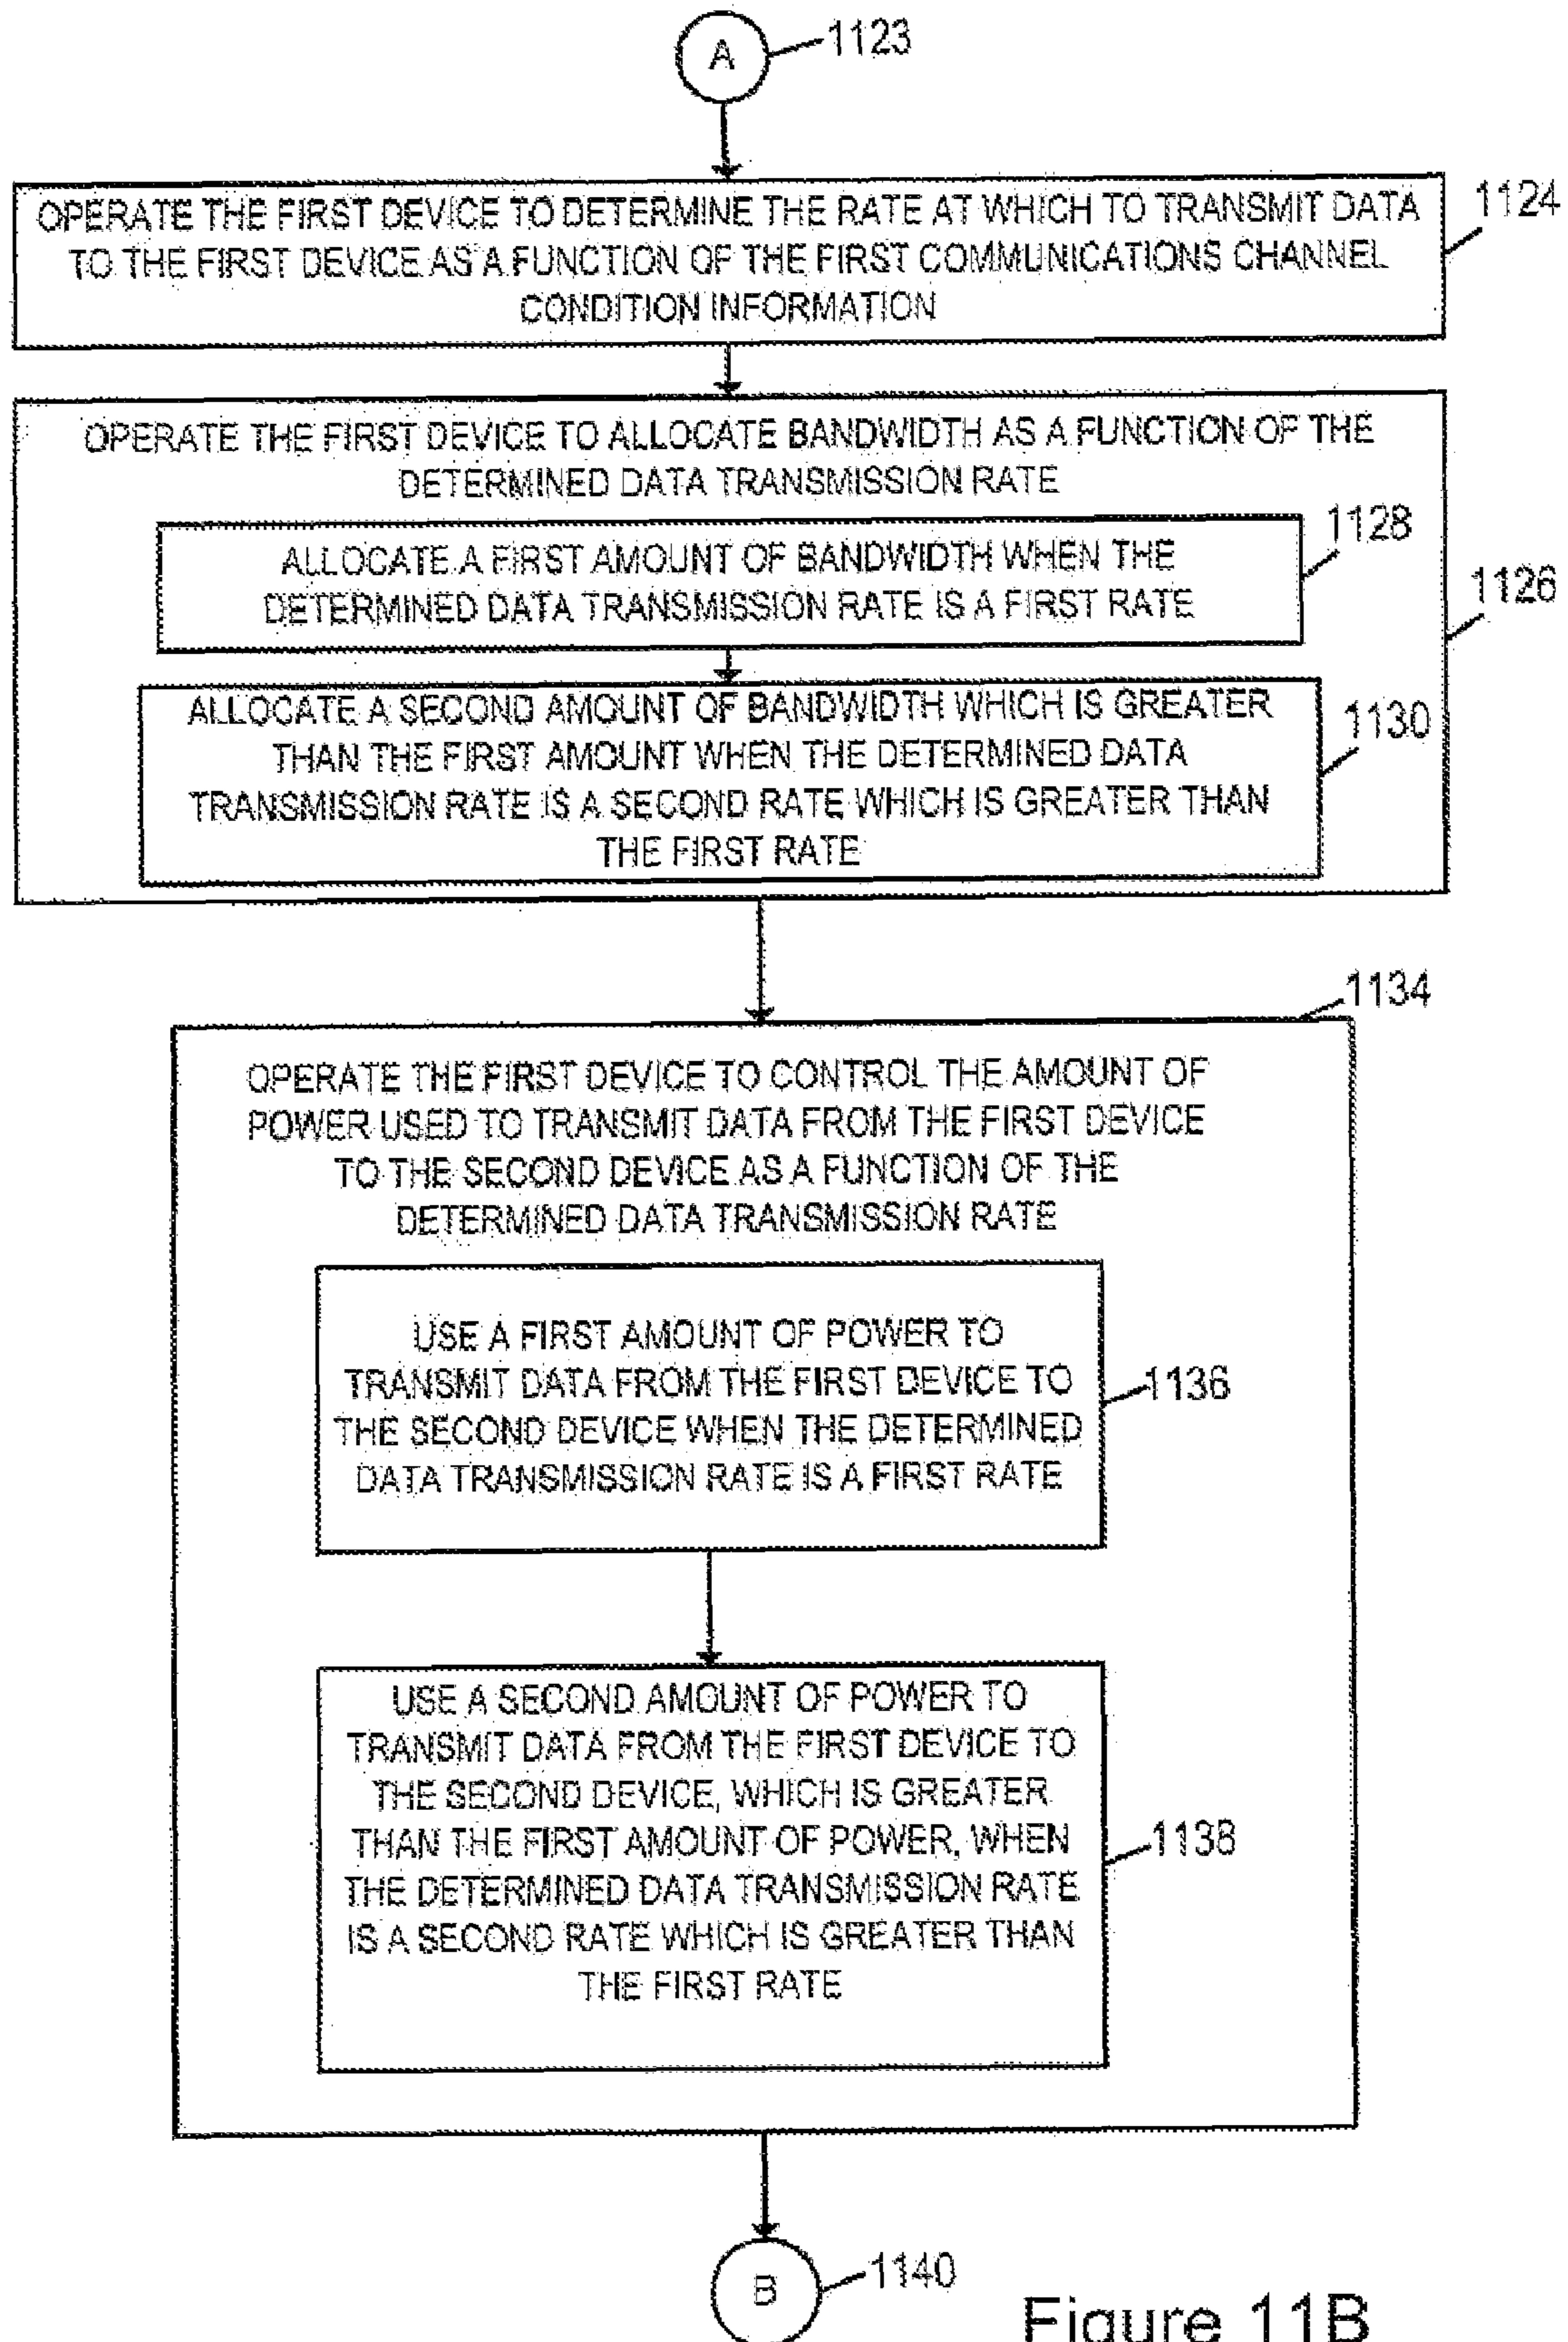 A
1123
OPERATE THE FIRST DEVICE TO DETERMINE THE RATE AT WHICH TO TRANSMIT DATA
TO THE FIRST DEVICE AS A FUNCTION OF THE FIRST COMMUNICATIONS CHANNEL
CONDITION INFORMATION
1124
OPERATE THE FIRST DEVICE TO ALLOCATE BANDWIDTH AS A FUNCTION OF THE
DETERMINED DATA TRANSMISSION RATE
1126
ALLOCATE A FIRST AMOUNT OF BANDWIDTH WHEN THE
DETERMINED DATA TRANSMISSION RATE IS A FIRST RATE
1128
ALLOCATE A SECOND AMOUNT OF BANDWIDTH WHICH IS GREATER
THAN THE FIRST AMOUNT WHEN THE DETERMINED DATA
TRANSMISSION RATE IS A SECOND RATE WHICH IS GREATER THAN
THE FIRST RATE
1130
1134
OPERATE THE FIRST DEVICE TO CONTROL THE AMOUNT OF
POWER USED TO TRANSMIT DATA FROM THE FIRST DEVICE
TO THE SECOND DEVICE AS A FUNCTION OF THE
DETERMINED DATA TRANSMISSION RATE
USE A FIRST AMOUNT OF POWER TO
TRANSMIT DATA FROM THE FIRST DEVICE TO
THE SECOND DEVICE WHEN THE DETERMINED
DATA TRANSMISSION RATE IS A FIRST RATE
1136
USE A SECOND AMOUNT OF POWER TO
TRANSMIT DATA FROM THE FIRST DEVICE TO
THE SECOND DEVICE, WHICH IS GREATER
THAN THE FIRST AMOUNT OF POWER, WHEN
THE DETERMINED DATA TRANSMISSION RATE
IS A SECOND RATE WHICH IS GREATER THAN
THE FIRST RATE
1138
B
1140
Figure 11B